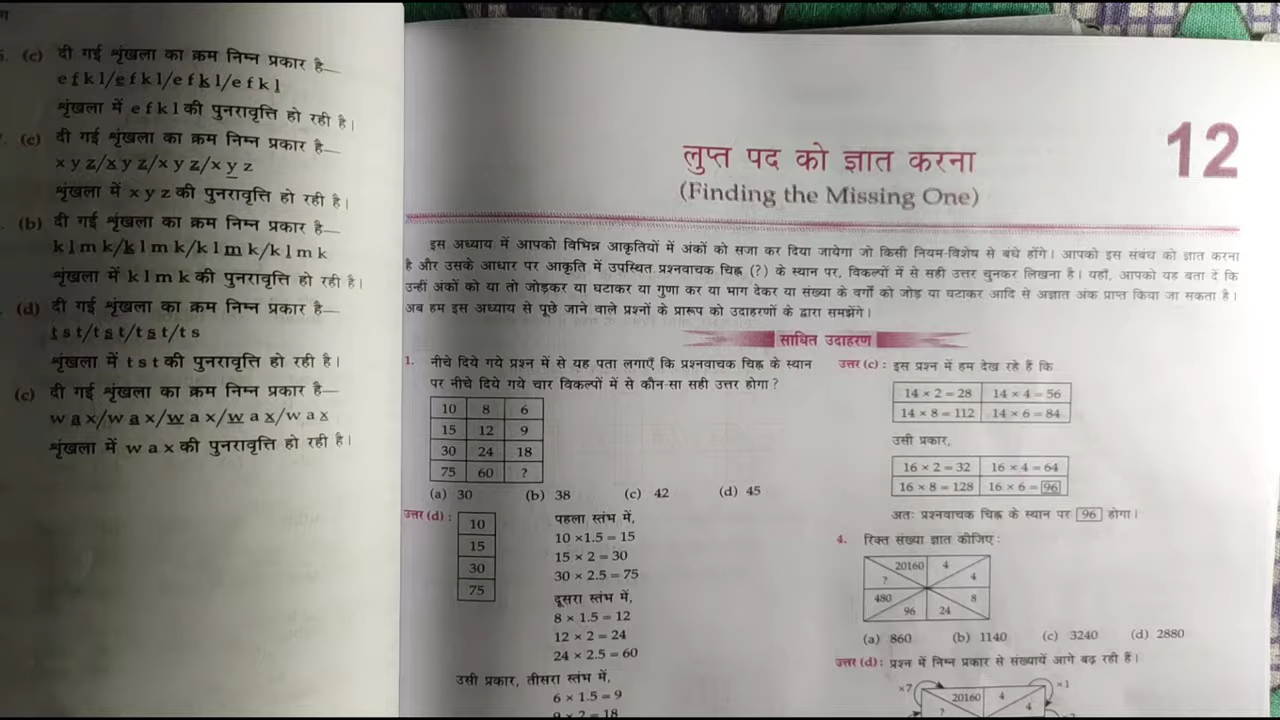 (c) दी गई शृंखला का क्रम निम्न प्रकार है—
e f k l/e f k l/e f k l/e f k l
शृंखला में e f k l की पुनरावृत्ति हो रही है।
(c) दी गई शृंखला का क्रम निम्न प्रकार है—
x y z/x y z/x y z/x y z
शृंखला में x y z की पुनरावृत्ति हो रही है।
(b) दी गई शृंखला का क्रम निम्न प्रकार है—
k l m k/k l m k/k l m k/k l m k
शृंखला में k l m k की पुनरावृत्ति हो रही है।
(d) दी गई शृंखला का क्रम निम्न प्रकार है—
t s t/t s t/t s t/t s
शृंखला में t s t की पुनरावृत्ति हो रही है।
(c) दी गई शृंखला का क्रम निम्न प्रकार है—
w a x/w a x/w a x/w a x/w a x
शृंखला में w a x की पुनरावृत्ति हो रही है।
12
लुप्त पद को ज्ञात करना
(Finding the Missing One)
इस अध्याय में आपको विभिन्न आकृतियों में अंकों को सजा कर दिया जायेगा जो किसी नियम-विशेष से बंधे होंगे। आपको इस संबंध को ज्ञात करना
है और उसके आधार पर आकृति में उपस्थित प्रश्नवाचक चिह्न (?) के स्थान पर, विकल्पों में से सही उत्तर चुनकर लिखना है। यहाँ, आपको यह बता दें कि
उन्हीं अंकों को या तो जोड़कर या घटाकर या गुणा कर या भाग देकर या संख्या के वर्गों को जोड़ या घटाकर आदि से अज्ञात अंक प्राप्त किया जा सकता है।
अब हम इस अध्याय से पूछे जाने वाले प्रश्नों के प्रारूप को उदाहरणों के द्वारा समझेंगे।
साधित उदाहरण
1. नीचे दिये गये प्रश्न में से यह पता लगाएँ कि प्रश्नवाचक चिह्न के स्थान
पर नीचे दिये गये चार विकल्पों में से कौन-सा सही उत्तर होगा?
10 8 6
15 12 9
30 24 18
75 60 ?
(a) 30 (b) 38 (c) 42 (d) 45
उत्तर (d) :
10
15
30
75
पहला स्तंभ में,
10 ×1.5 = 15
15 × 2 = 30
30 × 2.5 = 75
दूसरा स्तंभ में,
8 × 1.5 = 12
12 × 2 = 24
24 × 2.5 = 60
उसी प्रकार, तीसरा स्तंभ में,
6 × 1.5 = 9
9 × 2 = 18
उत्तर (c) : इस प्रश्न में हम देख रहे हैं कि
14 × 2 = 28 14 × 4 = 56
14 × 8 = 112 14 × 6 = 84
उसी प्रकार,
16 × 2 = 32 16 × 4 = 64
16 × 8 = 128 16 × 6 = 96
अतः प्रश्नवाचक चिह्न के स्थान पर 96 होगा।
4. रिक्त संख्या ज्ञात कीजिए :
20160 4
? 4
480 8
96 24
(a) 860 (b) 1140 (c) 3240 (d) 2880
उत्तर (d) : प्रश्न में निम्न प्रकार से संख्यायें आगे बढ़ रही हैं।
×7 20160 4 ×1
? 4